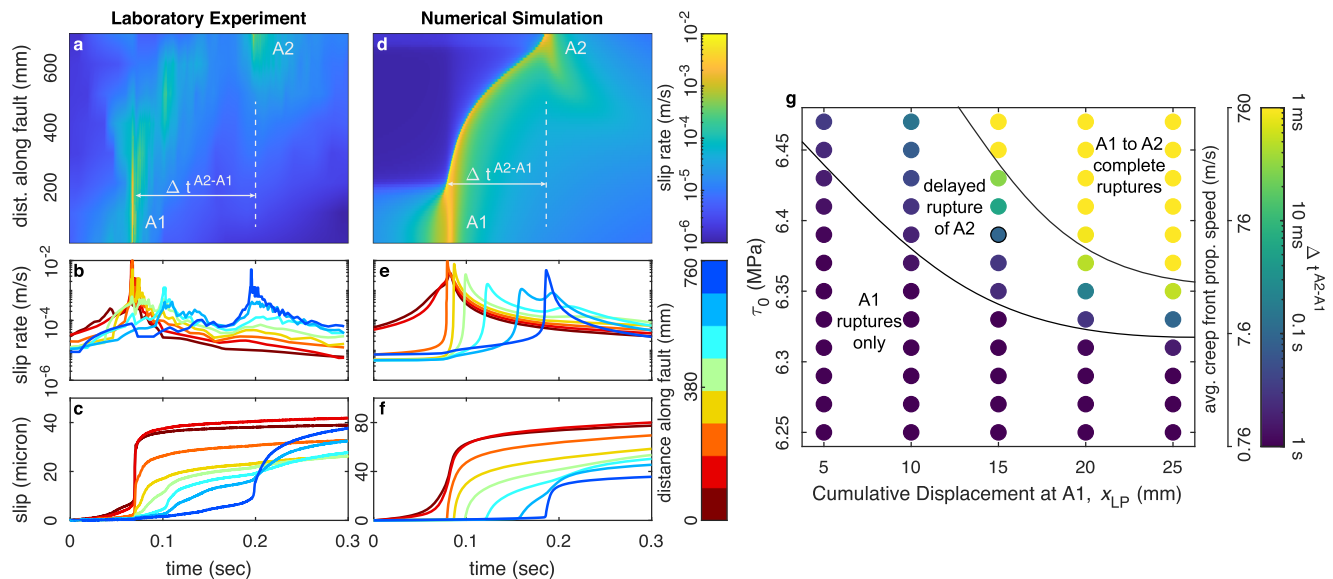 Laboratory Experiment
Numerical Simulation
a
A2
Δ t^A2-A1
A1
dist. along fault (mm)
200
400
600
d
A2
Δ t^A2-A1
A1
10^-2
10^-3
10^-4
10^-5
10^-6
slip rate (m/s)
b
10^-2
10^-4
10^-6
slip rate (m/s)
e
c
40
20
0
slip (micron)
0
0.1
0.2
0.3
time (sec)
f
80
40
0
0
0.1
0.2
0.3
time (sec)
760
380
0
distance along fault (mm)
g
A1 to A2
complete
ruptures
delayed
rupture
of A2
A1
ruptures
only
6.45
6.4
6.35
6.3
6.25
τ0 (MPa)
5
10
15
20
25
Cumulative Displacement at A1, xLP (mm)
760
76
7.6
0.76
avg. creep front prop. speed (m/s)
1 ms
10 ms
0.1 s
1s
Δ t^A2-A1